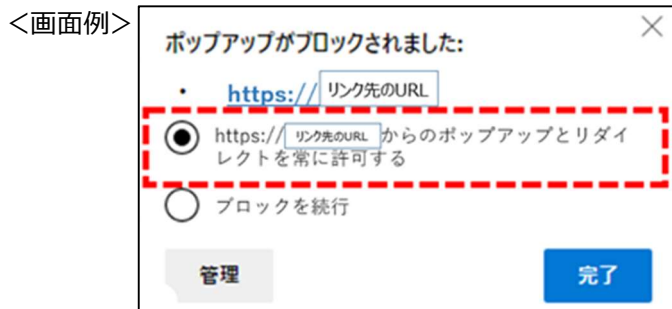 <画面例>
ポップアップがブロックされました:
・ https:// リンク先のURL
https:// リンク先のURL からのポップアップとリダイ
レクトを常に許可する
ブロックを続行
管理
完了